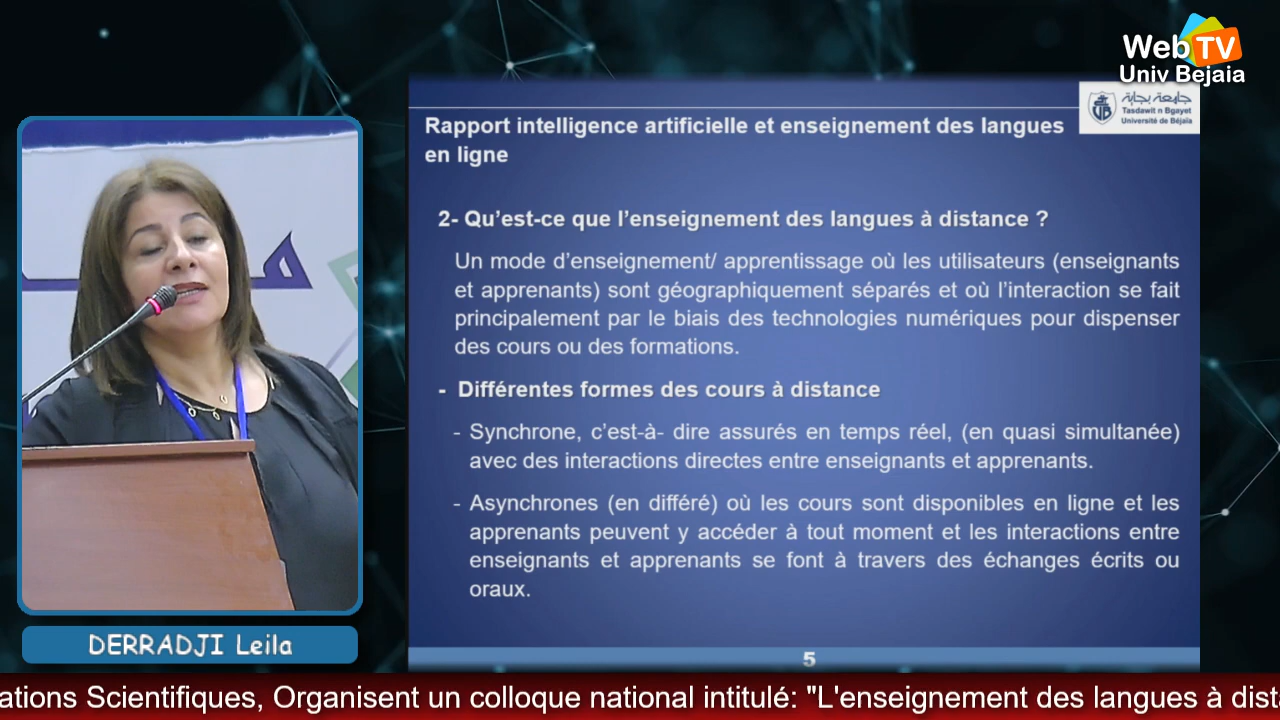 Web TV
Univ Bejaia
جامعة بجاية
Tasdawit n Bgayet
Université de Béjaïa
Rapport intelligence artificielle et enseignement des langues
en ligne
2- Qu’est-ce que l’enseignement des langues à distance ?
Un mode d’enseignement/ apprentissage où les utilisateurs (enseignants
et apprenants) sont géographiquement séparés et où l’interaction se fait
principalement par le biais des technologies numériques pour dispenser
des cours ou des formations.
- Différentes formes des cours à distance
- Synchrone, c’est-à- dire assurés en temps réel, (en quasi simultanée)
avec des interactions directes entre enseignants et apprenants.
- Asynchrones (en différé) où les cours sont disponibles en ligne et les
apprenants peuvent y accéder à tout moment et les interactions entre
enseignants et apprenants se font à travers des échanges écrits ou
oraux.
5
DERRADJI Leila
ations Scientifiques, Organisent un colloque national intitulé: "L'enseignement des langues à dist